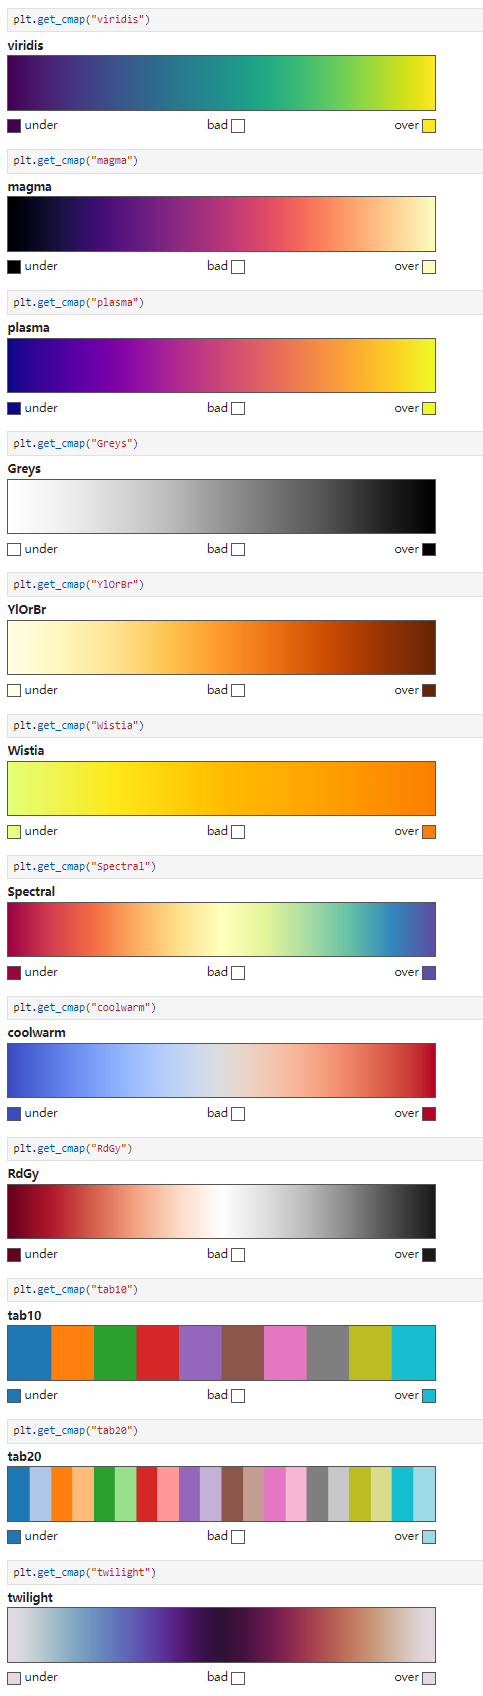 plt.get_cmap("viridis")
viridis
under bad over
plt.get_cmap("magma")
magma
under bad over
plt.get_cmap("plasma")
plasma
under bad over
plt.get_cmap("Greys")
Greys
under bad over
plt.get_cmap("YlOrBr")
YlOrBr
under bad over
plt.get_cmap("Wistia")
Wistia
under bad over
plt.get_cmap("Spectral")
Spectral
under bad over
plt.get_cmap("coolwarm")
coolwarm
under bad over
plt.get_cmap("RdGy")
RdGy
under bad over
plt.get_cmap("tab10")
tab10
under bad over
plt.get_cmap("tab20")
tab20
under bad over
plt.get_cmap("twilight")
twilight
under bad over